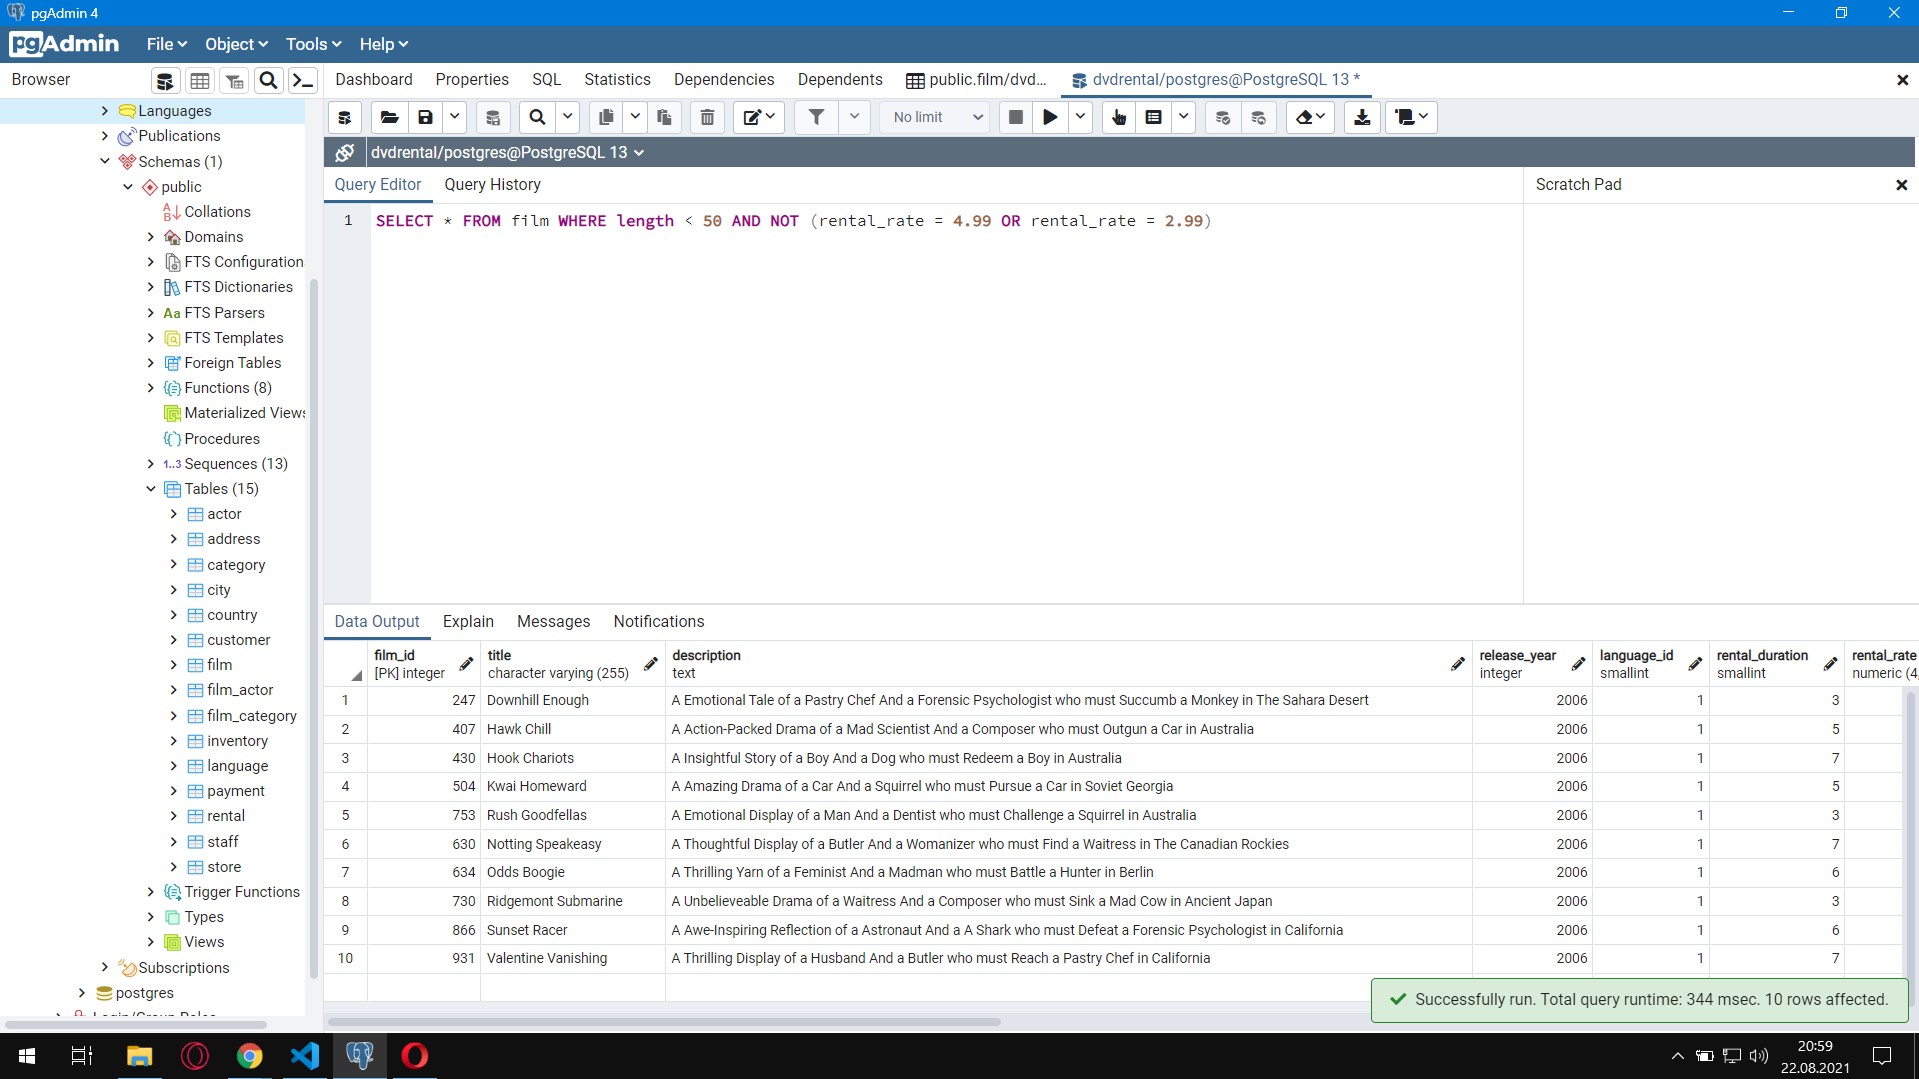 pgAdmin 4
pgAdmin File Object Tools Help
Browser Dashboard Properties SQL Statistics Dependencies Dependents public.film/dvd... dvdrental/postgres@PostgreSQL 13 *
No limit
dvdrental/postgres@PostgreSQL 13
Query Editor Query History Scratch Pad
1 SELECT * FROM film WHERE length < 50 AND NOT (rental_rate = 4.99 OR rental_rate = 2.99)
Languages
Publications
Schemas (1)
public
Collations
Domains
FTS Configuration
FTS Dictionaries
Aa FTS Parsers
FTS Templates
Foreign Tables
Functions (8)
Materialized Views
Procedures
1..3 Sequences (13)
Tables (15)
actor
address
category
city
country
customer
film
film_actor
film_category
inventory
language
payment
rental
staff
store
Trigger Functions
Types
Views
Subscriptions
postgres
Login/Group Roles
Data Output Explain Messages Notifications
film_id title description release_year language_id rental_duration rental_rate
[PK] integer character varying (255) text integer smallint smallint numeric (4,
1 247 Downhill Enough A Emotional Tale of a Pastry Chef And a Forensic Psychologist who must Succumb a Monkey in The Sahara Desert 2006 1 3
2 407 Hawk Chill A Action-Packed Drama of a Mad Scientist And a Composer who must Outgun a Car in Australia 2006 1 5
3 430 Hook Chariots A Insightful Story of a Boy And a Dog who must Redeem a Boy in Australia 2006 1 7
4 504 Kwai Homeward A Amazing Drama of a Car And a Squirrel who must Pursue a Car in Soviet Georgia 2006 1 5
5 753 Rush Goodfellas A Emotional Display of a Man And a Dentist who must Challenge a Squirrel in Australia 2006 1 3
6 630 Notting Speakeasy A Thoughtful Display of a Butler And a Womanizer who must Find a Waitress in The Canadian Rockies 2006 1 7
7 634 Odds Boogie A Thrilling Yarn of a Feminist And a Madman who must Battle a Hunter in Berlin 2006 1 6
8 730 Ridgemont Submarine A Unbelieveable Drama of a Waitress And a Composer who must Sink a Mad Cow in Ancient Japan 2006 1 3
9 866 Sunset Racer A Awe-Inspiring Reflection of a Astronaut And a A Shark who must Defeat a Forensic Psychologist in California 2006 1 6
10 931 Valentine Vanishing A Thrilling Display of a Husband And a Butler who must Reach a Pastry Chef in California 2006 1 7
Successfully run. Total query runtime: 344 msec. 10 rows affected.
20:59
22.08.2021